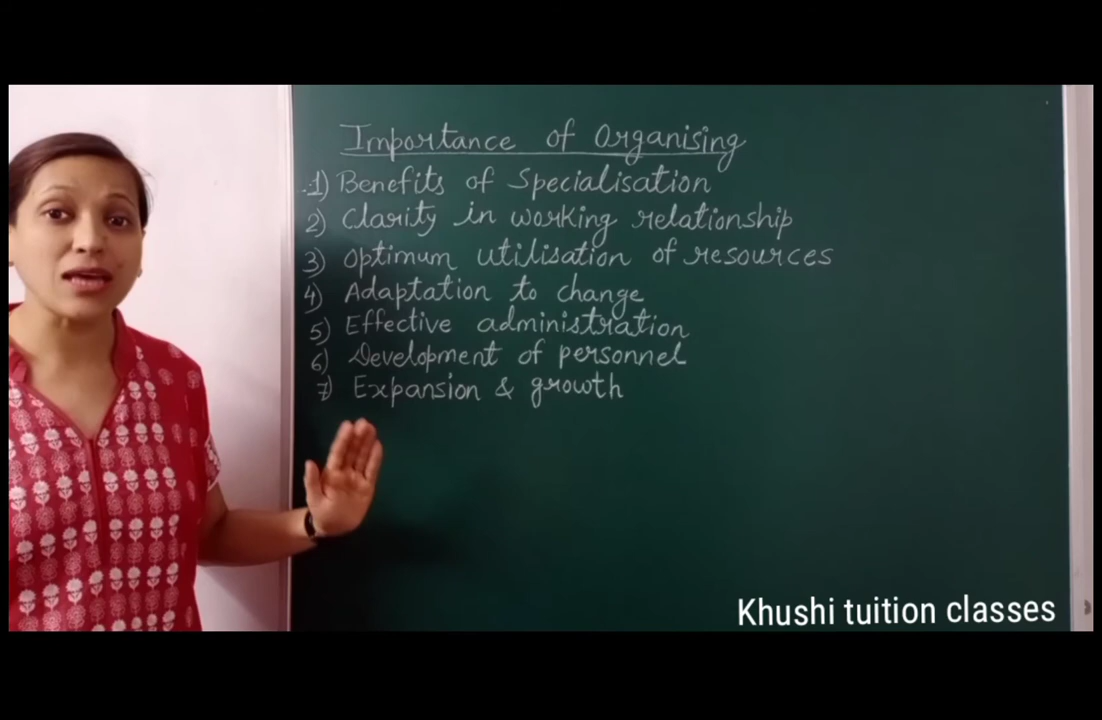 Importance of Organising
1) Benefits of Specialisation
2) Clarity in working relationship
3) Optimum utilisation of resources
4) Adaptation to change
5) Effective administration
6) Development of personnel
7) Expansion & growth
Khushi tuition classes